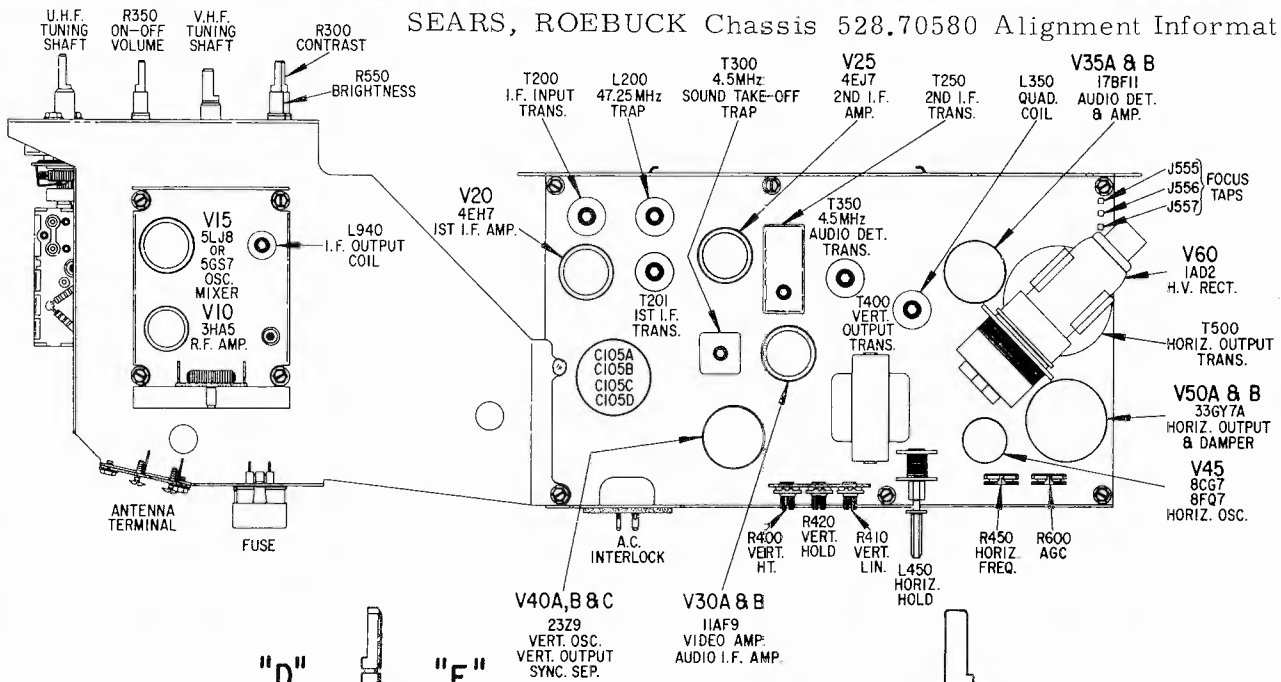 SEARS, ROEBUCK Chassis 528.70580 Alignment Informat
U.H.F.
TUNING
SHAFT
R350
ON-OFF
VOLUME
V.H.F.
TUNING
SHAFT
R300
CONTRAST
R550
BRIGHTNESS
T200
I.F. INPUT
TRANS.
L200
47.25 MHz
TRAP
T300
4.5MHz
SOUND TAKE-OFF
TRAP
V25
4EJ7
2ND I.F.
AMP.
T250
2ND I.F.
TRANS.
L350
QUAD.
COIL
V35A & B
17BF11
AUDIO DET.
& AMP.
J555
J556
J557
FOCUS
TAPS
V20
4EH7
1ST I.F. AMP.
V15
5LJ8
OR
5GS7
OSC.
MIXER
V10
3HA5
R.F. AMP.
L940
I.F. OUTPUT
COIL
T201
1ST I.F.
TRANS.
T350
4.5MHz
AUDIO DET.
TRANS.
T400
VERT.
OUTPUT
TRANS.
V60
1AD2
H.V. RECT.
T500
HORIZ. OUTPUT
TRANS.
C105A
C105B
C105C
C105D
V50A & B
33GY7A
HORIZ. OUTPUT
& DAMPER
V45
8CG7
8FQ7
HORIZ. OSC.
ANTENNA
TERMINAL
FUSE
A.C.
INTERLOCK
R400
VERT.
HT.
R420
VERT.
HOLD
R410
VERT.
LIN.
L450
HORIZ.
HOLD
R450
HORIZ.
FREQ.
R600
AGC
V40A,B & C
23Z9
VERT. OSC.
VERT. OUTPUT
SYNC. SEP.
V30A & B
11AF9
VIDEO AMP.
AUDIO I.F. AMP.
"D"
"E"